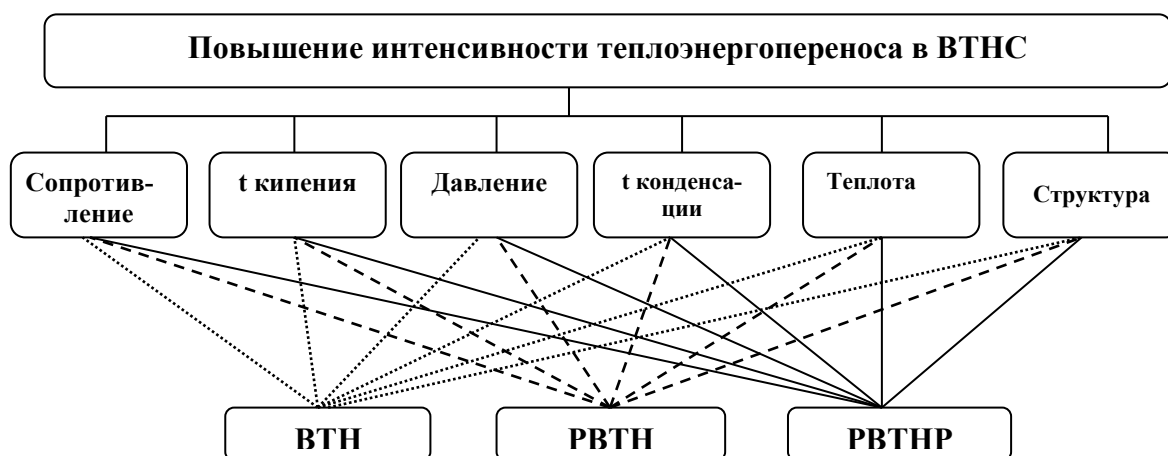 Повышение интенсивности теплоэнергопереноса в ВТНС
Сопротив-
ление
t кипения
Давление
t конденса-
ции
Теплота
Структура
ВТН
РВТН
РВТНР